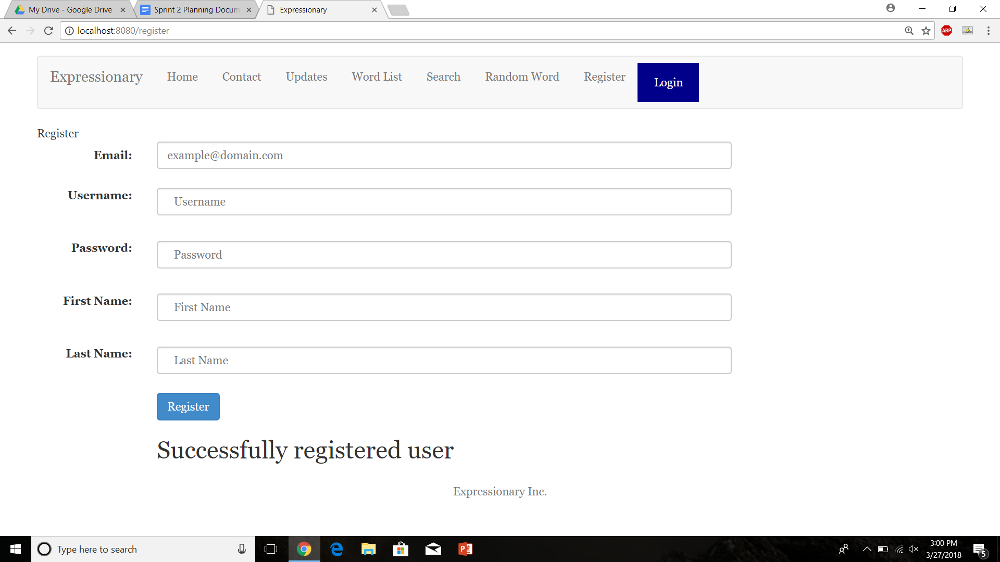 My Drive - Google Drive
Sprint 2 Planning Docum
Expressionary
localhost:8080/register
ABP
Expressionary Home Contact Updates Word List Search Random Word Register Login
Register
Email: example@domain.com
Username: Username
Password: Password
First Name: First Name
Last Name: Last Name
Register
Successfully registered user
Expressionary Inc.
Type here to search
3:00 PM
3/27/2018
5